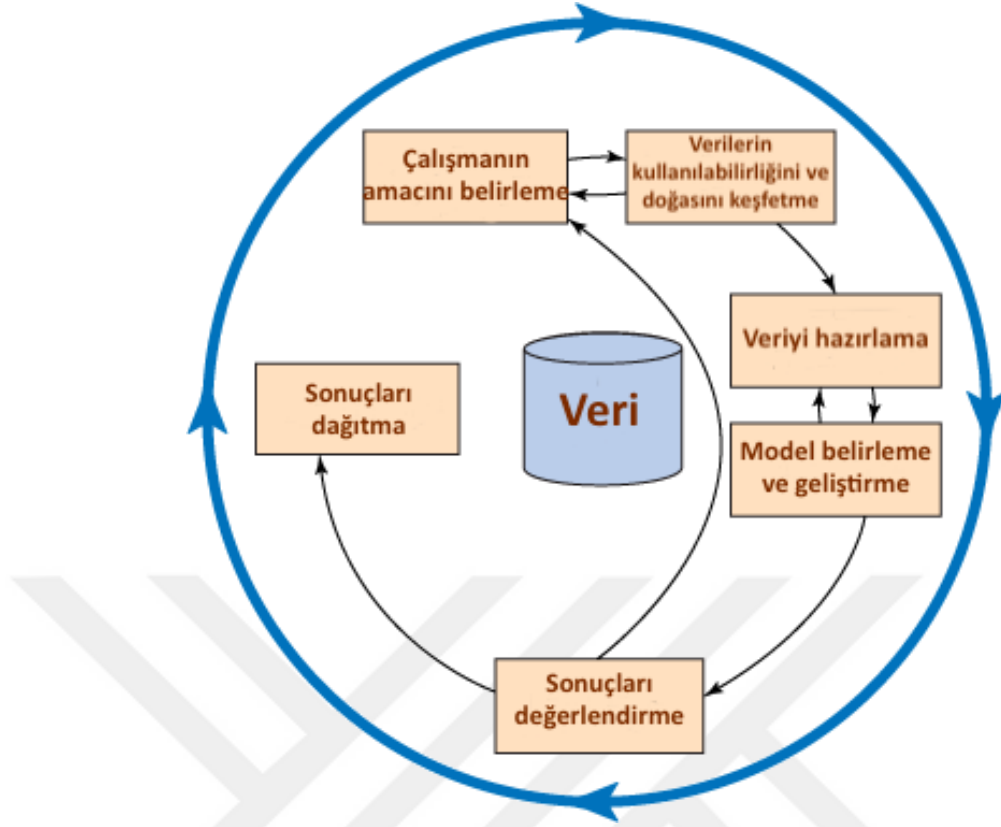 Çalışmanın
amacını belirleme
Verilerin
kullanılabilirliğini ve
doğasını keşfetme
Veriyi hazırlama
Model belirleme
ve geliştirme
Sonuçları
değerlendirme
Sonuçları
dağıtma
Veri